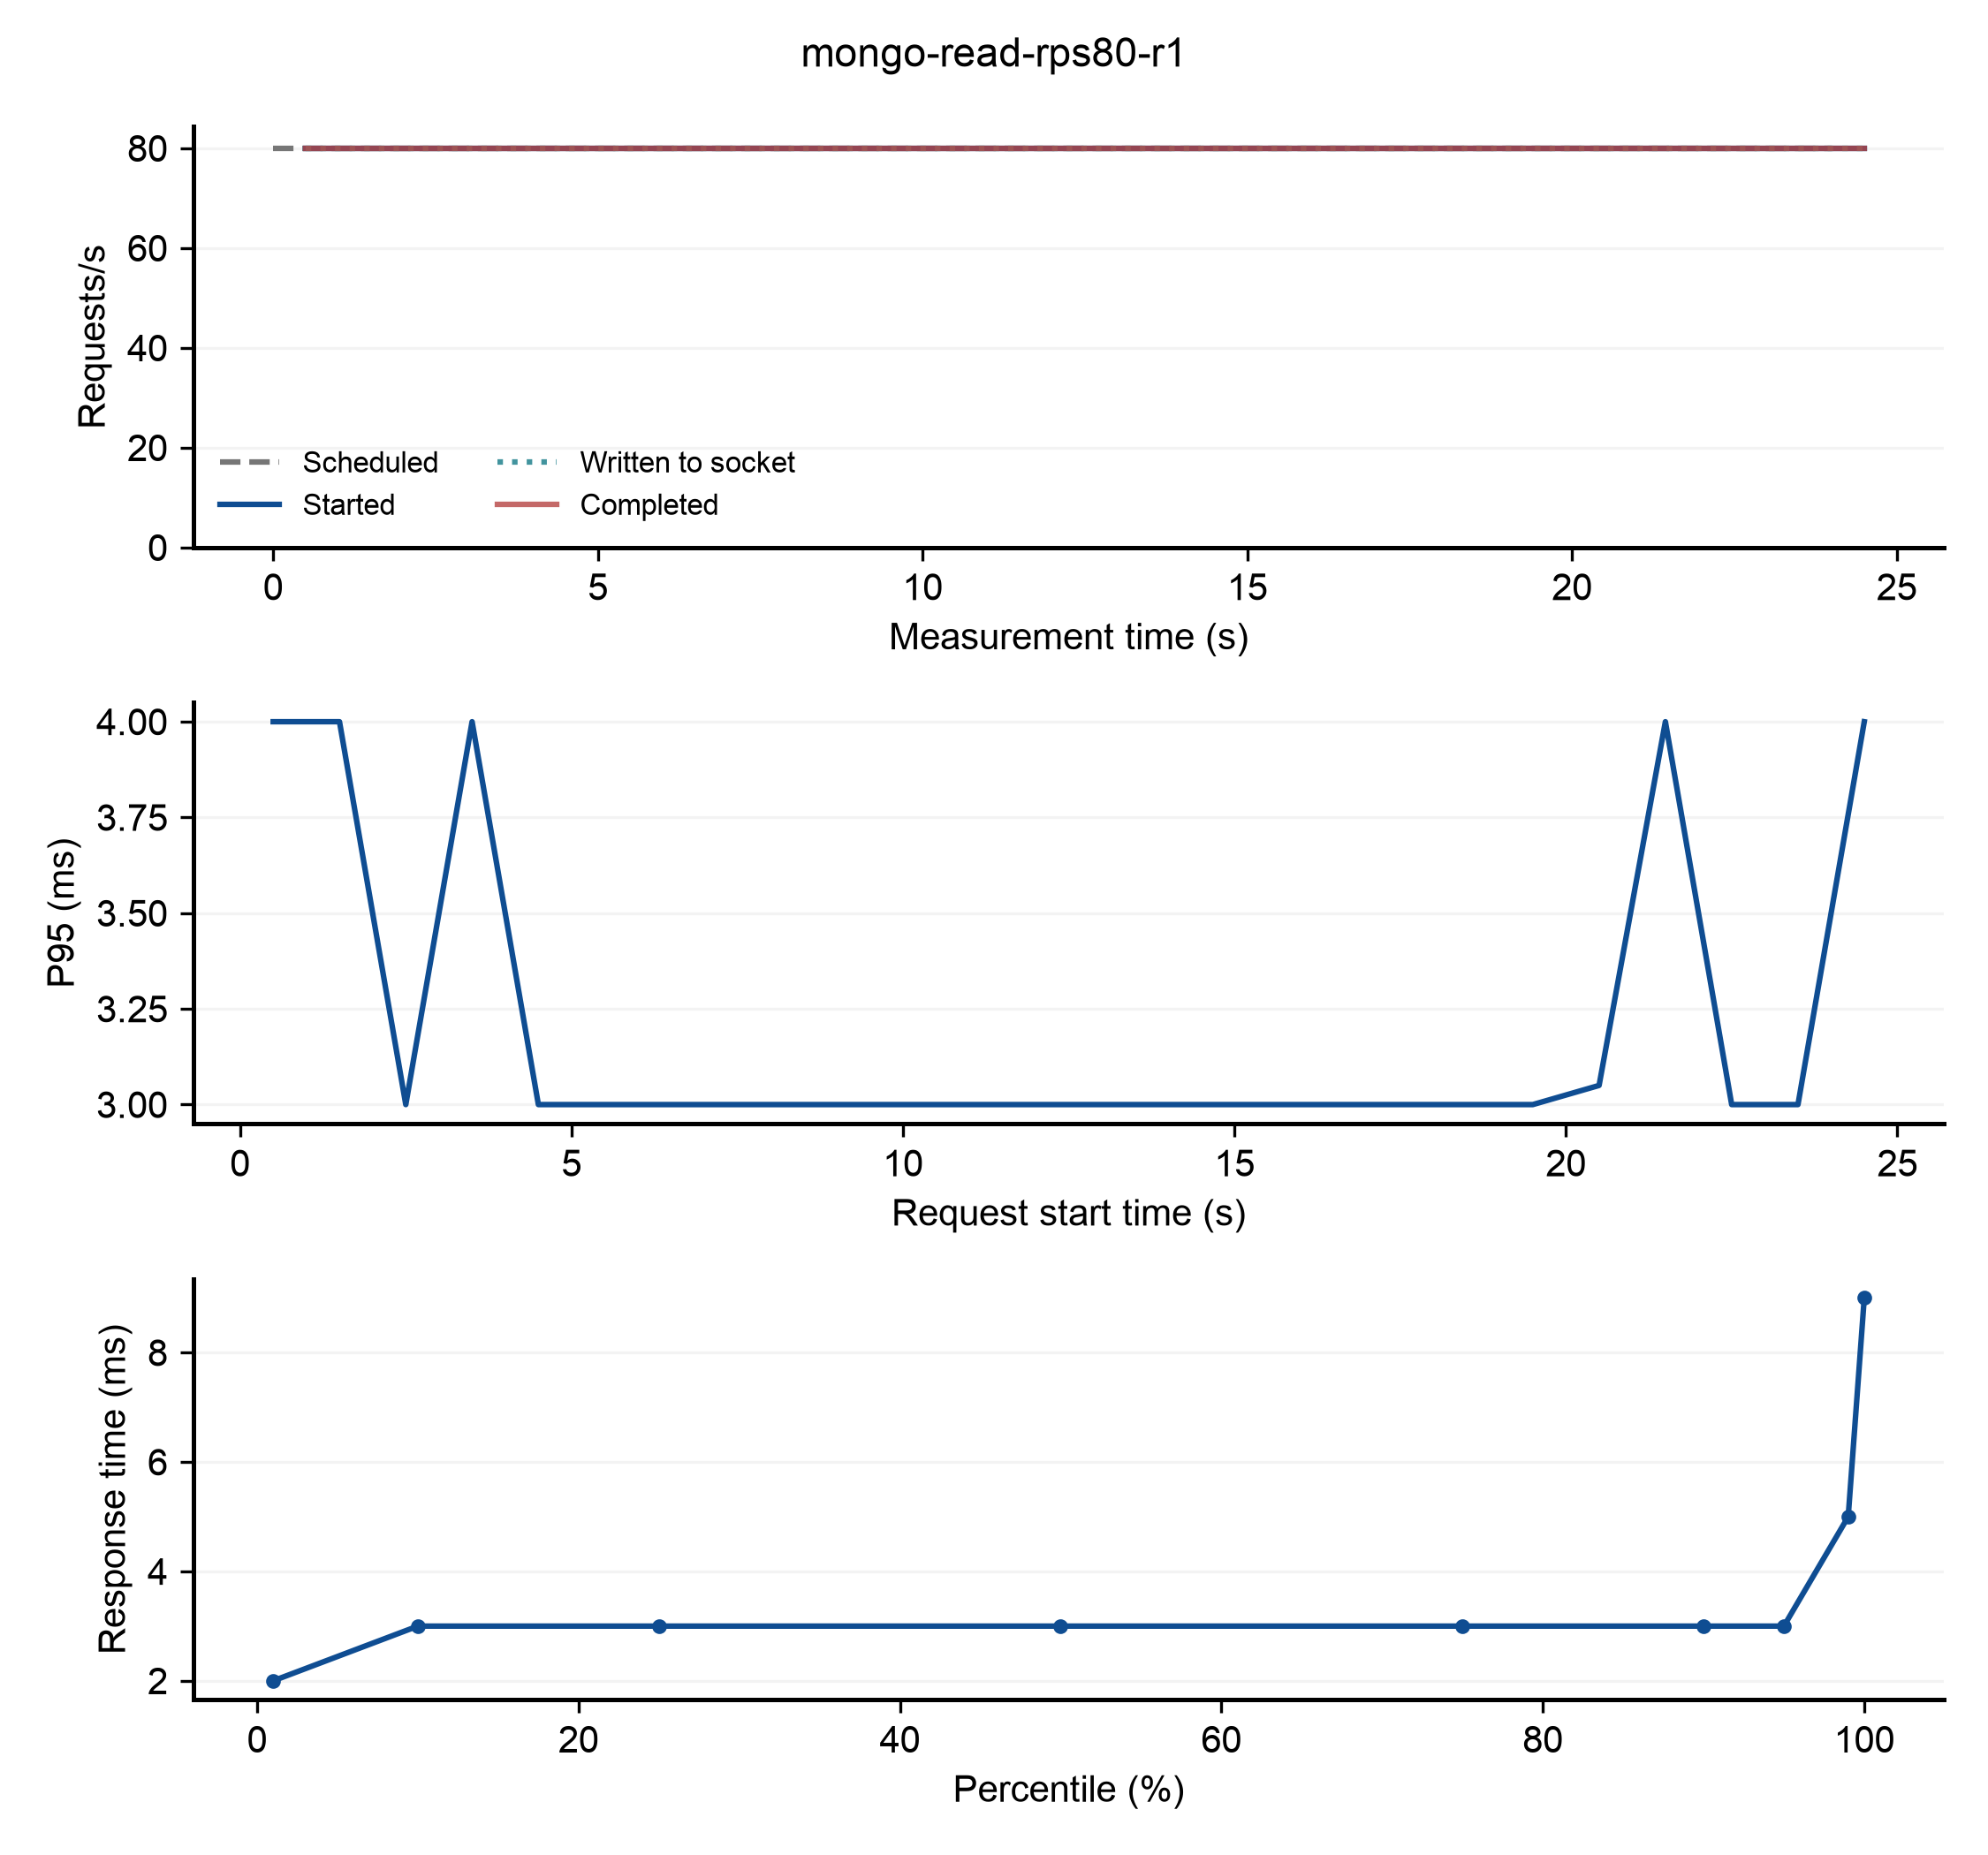 mongo-read-rps80-r1
Requests/s
80
60
40
20
0
Scheduled
Started
Written to socket
Completed
0 5 10 15 20 25
Measurement time (s)
P95 (ms)
4.00
3.75
3.50
3.25
3.00
0 5 10 15 20 25
Request start time (s)
Response time (ms)
8
6
4
2
0 20 40 60 80 100
Percentile (%)